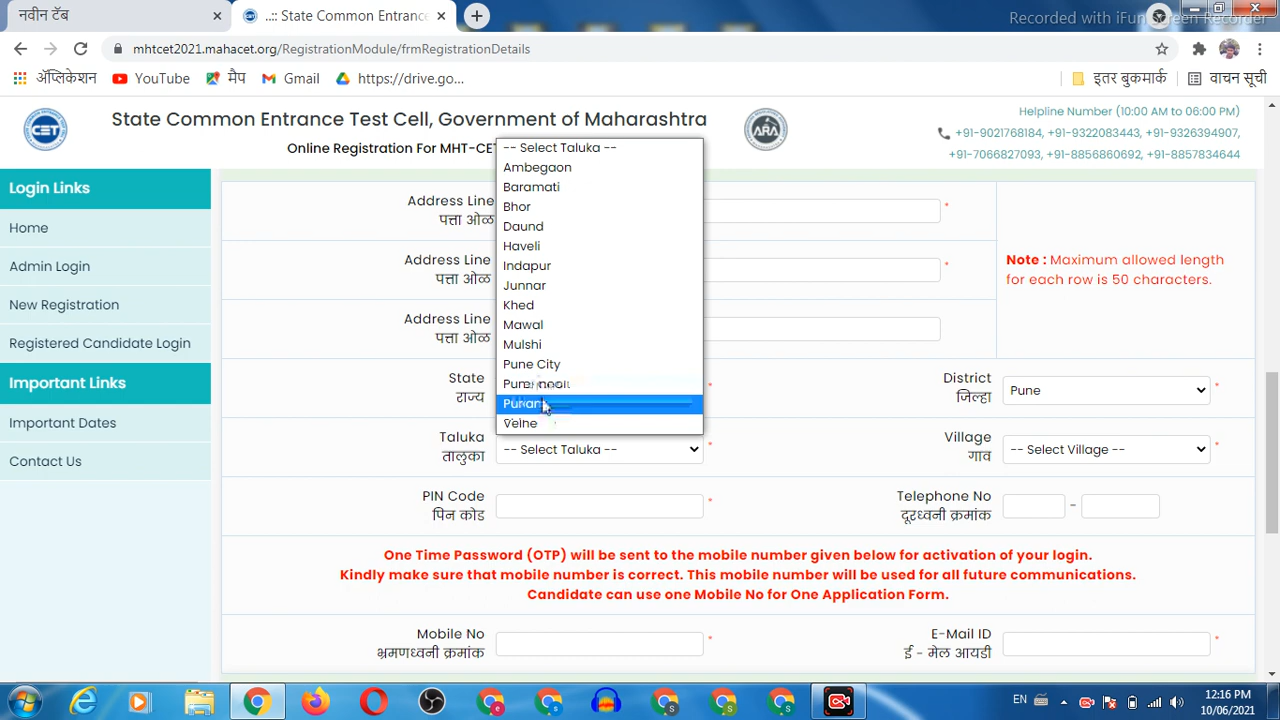 नवीन टॅब
..:: State Common Entrance
Recorded with iFun Screen Recorder
mhtcet2021.mahacet.org/RegistrationModule/frmRegistrationDetails
ॲप्लिकेशन YouTube मैप Gmail https://drive.go... इतर बुकमार्क वाचन सूची
CET
State Common Entrance Test Cell, Government of Maharashtra
Online Registration For MHT-CET
ARA
Helpline Number (10:00 AM to 06:00 PM)
+91-9021768184, +91-9322083443, +91-9326394907,
+91-7066827093, +91-8856860692, +91-8857834644
Login Links
Home
Admin Login
New Registration
Registered Candidate Login
Important Links
Important Dates
Contact Us
Address Line
पत्ता ओळ
*
Address Line
पत्ता ओळ
*
Address Line
पत्ता ओळ
Note : Maximum allowed length
for each row is 50 characters.
-- Select Taluka --
Ambegaon
Baramati
Bhor
Daund
Haveli
Indapur
Junnar
Khed
Mawal
Mulshi
Pune City
Velhe
State
राज्य
*
District
जिल्हा
Pune
*
Taluka
तालुका
-- Select Taluka --
*
Village
गाव
-- Select Village --
*
PIN Code
पिन कोड
*
Telephone No
दूरध्वनी क्रमांक
-
One Time Password (OTP) will be sent to the mobile number given below for activation of your login.
Kindly make sure that mobile number is correct. This mobile number will be used for all future communications.
Candidate can use one Mobile No for One Application Form.
Mobile No
भ्रमणध्वनी क्रमांक
*
E-Mail ID
ई - मेल आयडी
*
EN
12:16 PM
10/06/2021